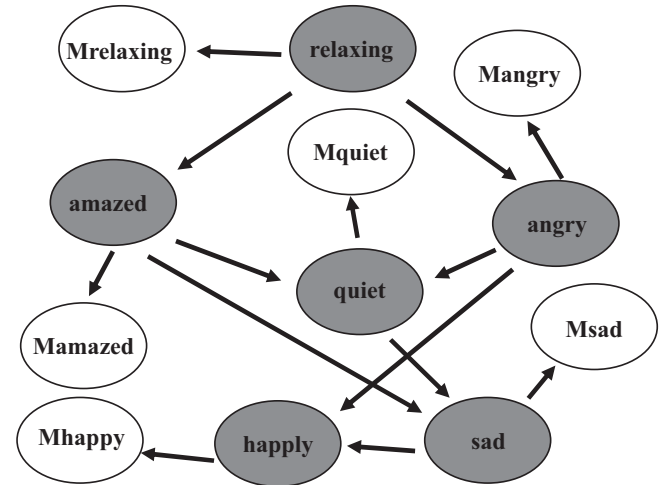 Mrelaxing
relaxing
Mangry
Mquiet
amazed
angry
quiet
Msad
Mamazed
Mhappy
happly
sad